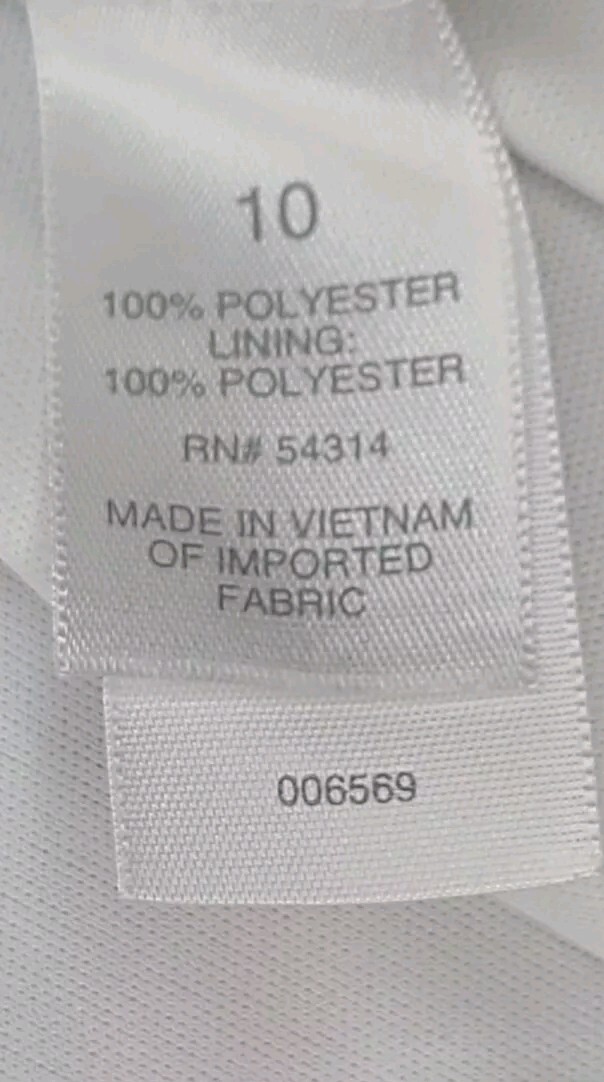 10
100% POLYESTER
LINING:
100% POLYESTER
RN# 54314
MADE IN VIETNAM
OF IMPORTED
FABRIC
006569